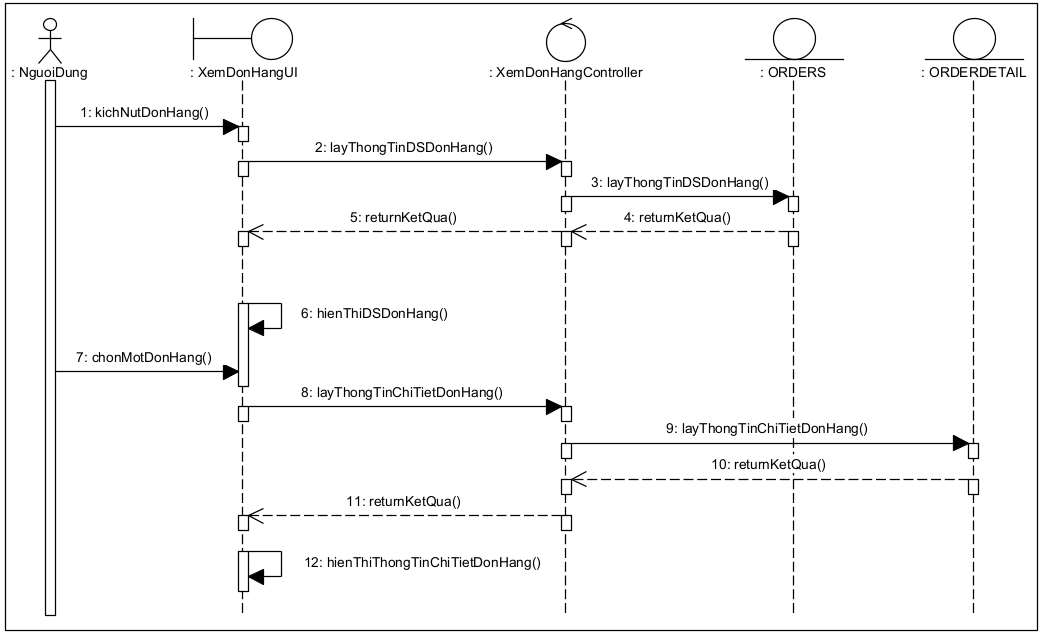 : NguoiDung
: XemDonHangUI
: XemDonHangController
: ORDERS
: ORDERDETAIL
1: kichNutDonHang()
2: layThongTinDSDonHang()
3: layThongTinDSDonHang()
5: returnKetQua()
4: returnKetQua()
6: hienThiDSDonHang()
7: chonMotDonHang()
8: layThongTinChiTietDonHang()
9: layThongTinChiTietDonHang()
10: returnKetQua()
11: returnKetQua()
12: hienThiThongTinChiTietDonHang()